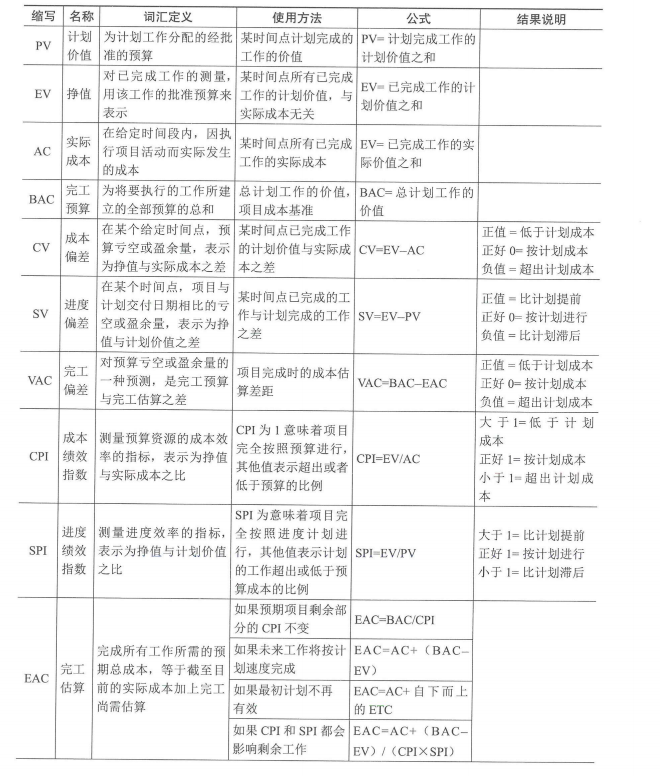 缩写 名称 词汇定义 使用方法 公式 结果说明
PV 计划价值 为计划工作分配的经批准的预算 某时间点计划完成的工作的价值 PV=计划完成工作的计划价值之和
EV 挣值 对已完成工作的测量，用该工作的批准预算来表示 某时间点所有已完成工作的计划价值，与实际成本无关 EV=已完成工作的计划价值之和
AC 实际成本 在给定时间段内，因执行项目活动而实际发生的成本 某时间点所有已完成工作的实际成本 EV=已完成工作的实际价值之和
BAC 完工预算 为将要执行的工作所建立的全部预算的总和 总计划工作的价值，项目成本基准 BAC=总计划工作的价值
CV 成本偏差 在某个给定时间点，预算亏空或盈余量，表示为挣值与实际成本之差 某时间点已完成工作的计划价值与实际成本之差 CV=EV–AC 正值=低于计划成本 正好0=按计划成本 负值=超出计划成本
SV 进度偏差 在某个时间点，项目与计划交付日期相比的亏空或盈余量，表示为挣值与计划价值之差 某时间点已完成的工作与计划完成的工作之差 SV=EV–PV 正值=比计划提前 正好0=按计划进行 负值=比计划滞后
VAC 完工偏差 对预算亏空或盈余量的一种预测，是完工预算与完工估算之差 项目完成时的成本估算差距 VAC=BAC–EAC 正值=低于计划成本 正好0=按计划成本 负值=超出计划成本
CPI 成本绩效指数 测量预算资源的成本效率的指标，表示为挣值与实际成本之比 CPI为1意味着项目完全按照预算进行，其他值表示超出或者低于预算的比例 CPI=EV/AC 大于1=低于计划成本 正好1=按计划成本 小于1=超出计划成本
SPI 进度绩效指数 测量进度效率的指标，表示为挣值与计划价值之比 SPI为意味着项目完全按照进度计划进行，其他值表示计划的工作超出或低于预算成本的比例 SPI=EV/PV 大于1=比计划提前 正好1=按计划进行 小于1=比计划滞后
EAC 完工估算 完成所有工作所需的预期总成本，等于截至目前的实际成本加上完工尚需估算 如果预期项目剩余部分的CPI不变 EAC=BAC/CPI
如果未来工作将按计划速度完成 EAC=AC+（BAC–EV）
如果最初计划不再有效 EAC=AC+自下而上的ETC
如果CPI和SPI都会影响剩余工作 EAC=AC+（BAC–EV）/（CPI×SPI）